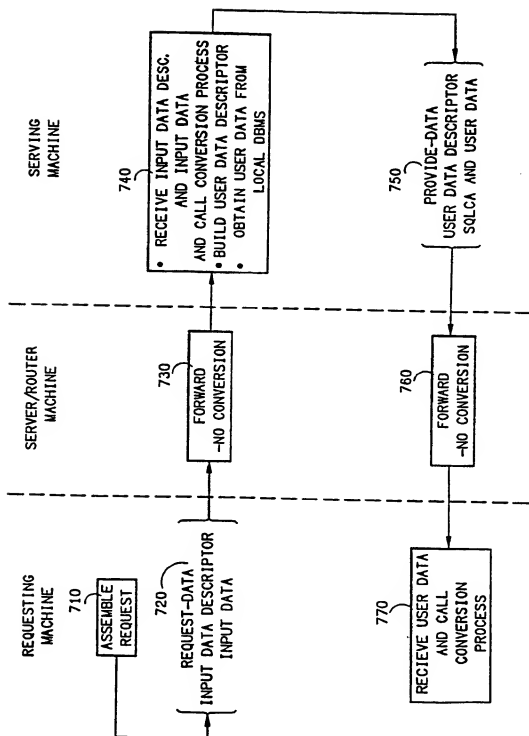 REQUESTING
MACHINE
SERVER/ROUTER
MACHINE
SERVING
MACHINE
710
ASSEMBLE
REQUEST
720
REQUEST-DATA
INPUT DATA DESCRIPTOR
INPUT DATA
730
FORWARD
-NO CONVERSION
740
• RECEIVE INPUT DATA DESC.
AND INPUT DATA
AND CALL CONVERSION PROCESS
• BUILD USER DATA DESCRIPTOR
• OBTAIN USER DATA FROM
LOCAL DBMS
750
PROVIDE-DATA
USER DATA DESCRIPTOR
SQLCA AND USER DATA
760
FORWARD
-NO CONVERSION
770
RECIEVE USER DATA
AND CALL
CONVERSION
PROCESS